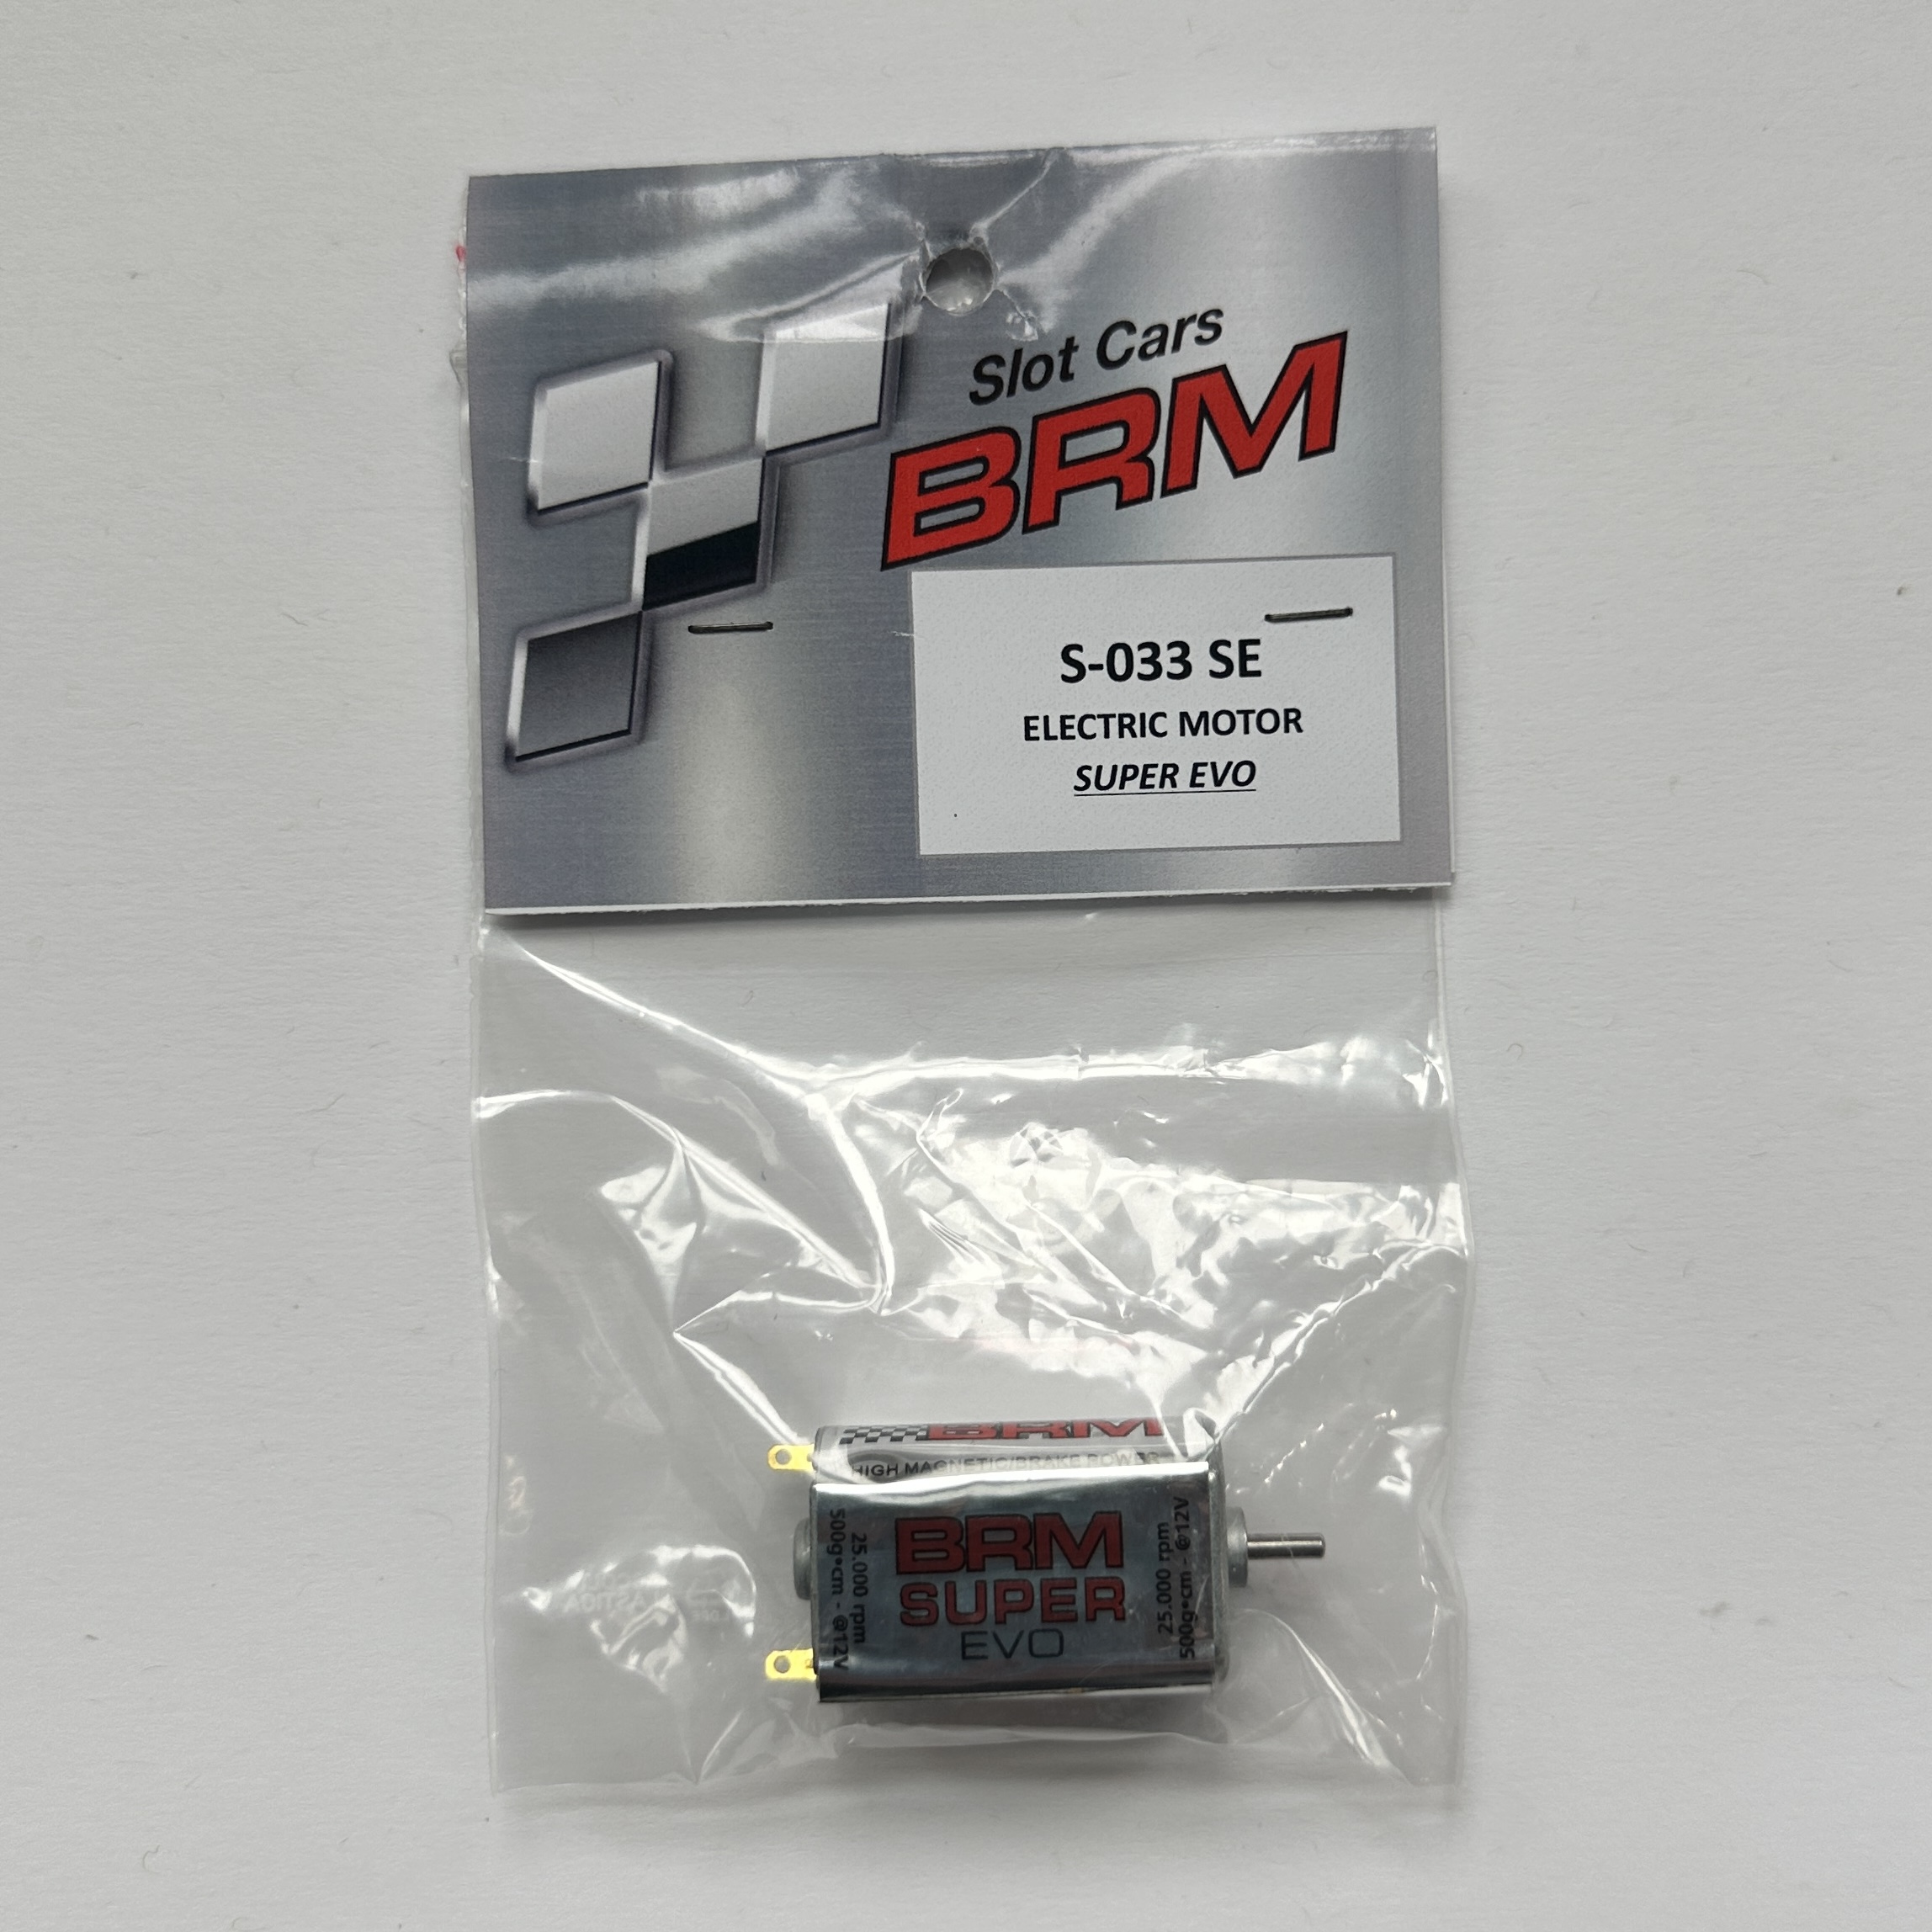 Slot Cars
BRM
S-033 SE
ELECTRIC MOTOR
SUPER EVO
BRM
HIGH MAGNETIC/BRAKE POWER
BRM
SUPER
EVO
25.000 rpm
500g•cm - @12V
25.000 rpm
500g•cm - @12V